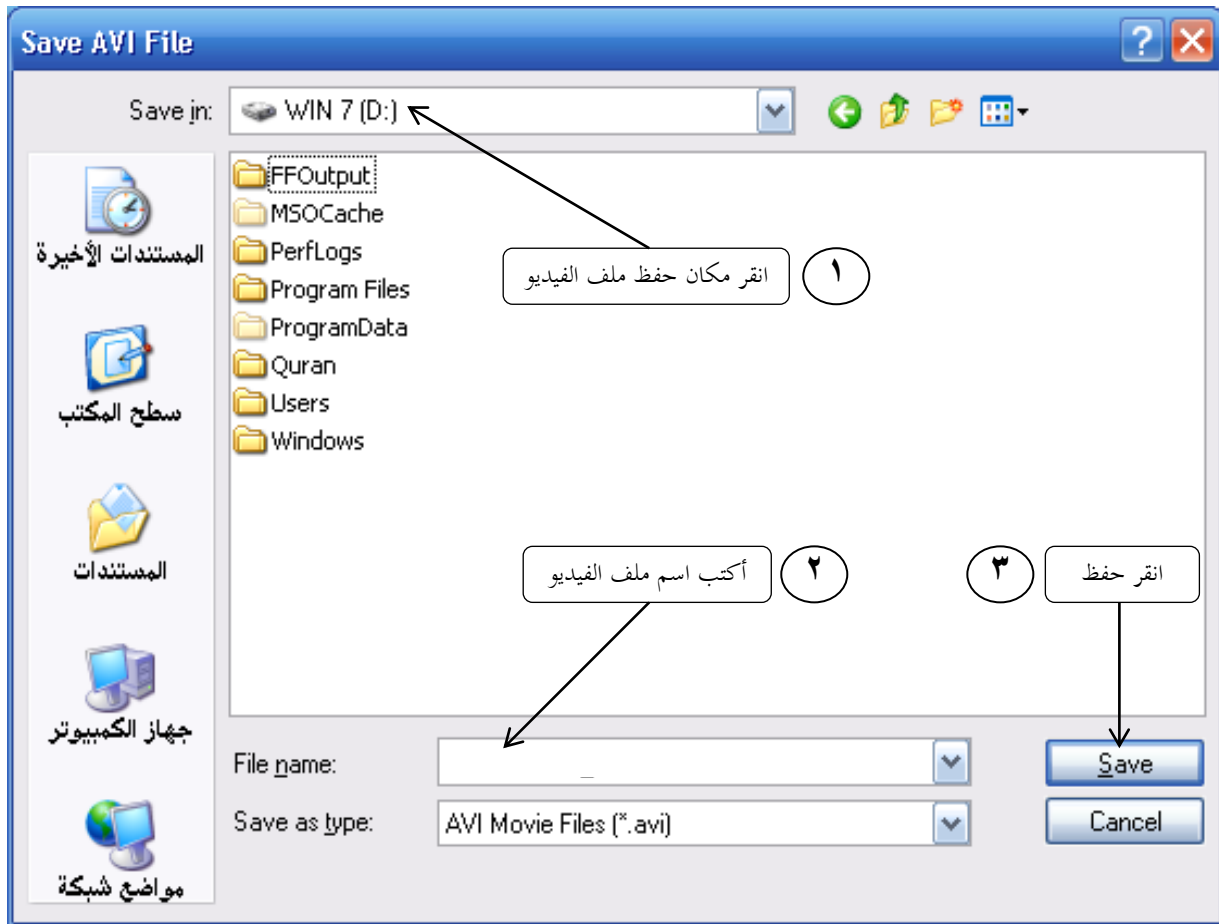 Save AVI File
Save in:
WIN 7 (D:)
المستندات الأخيرة
سطح المكتب
المستندات
جهاز الكمبيوتر
مواضع شبكة
FFOutput
MSOCache
PerfLogs
Program Files
ProgramData
Quran
Users
Windows
١
انقر مكان حفظ ملف الفيديو
٢
أكتب اسم ملف الفيديو
٣
انقر حفظ
File name:
_
Save
Save as type:
AVI Movie Files (*.avi)
Cancel